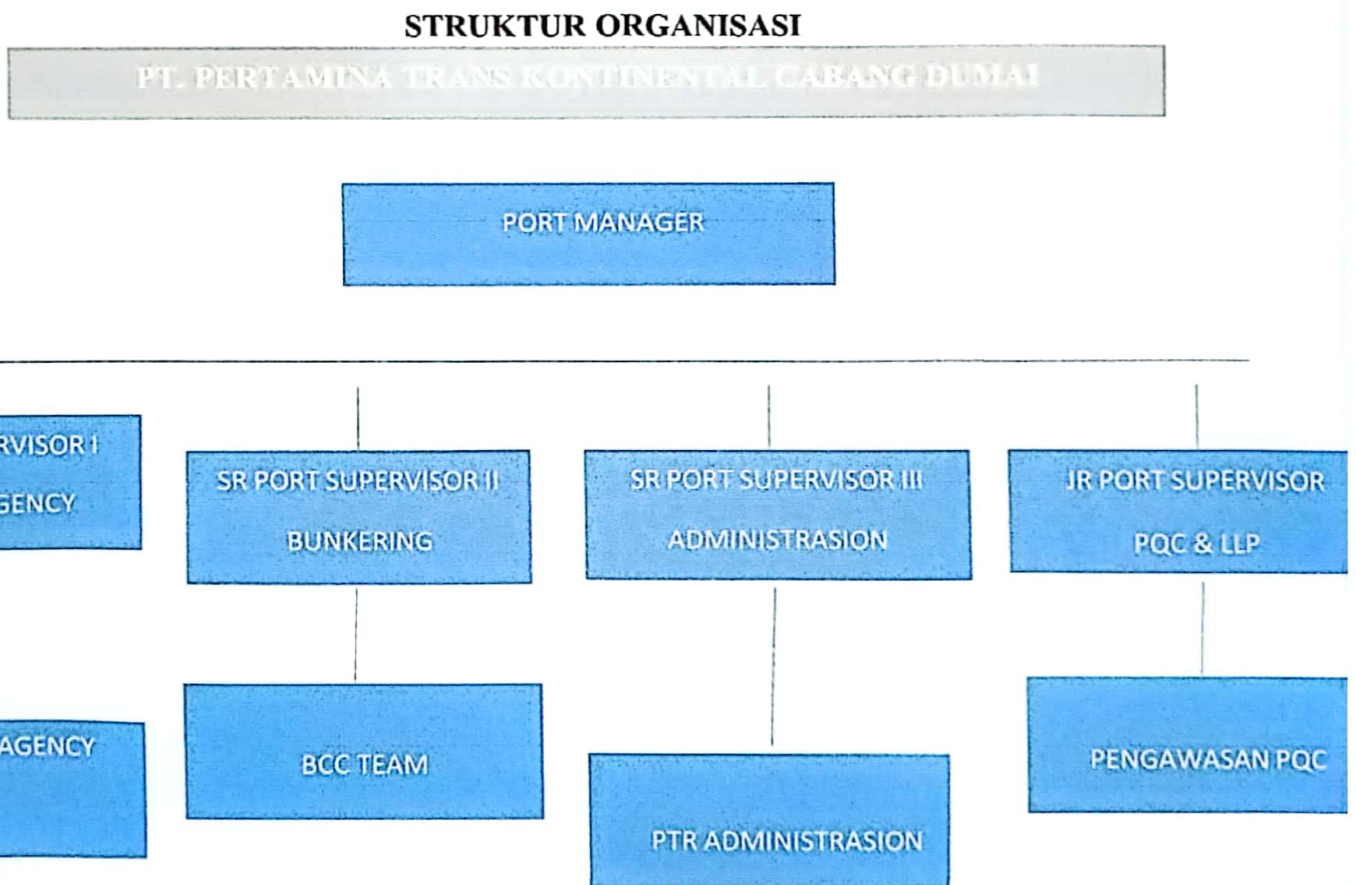 STRUKTUR ORGANISASI
PT. PERTAMINA TRANS KONTINENTAL CABANG DUMAI
PORT MANAGER
RVISOR I
GENCY
SR PORT SUPERVISOR II
BUNKERING
SR PORT SUPERVISOR III
ADMINISTRASION
JR PORT SUPERVISOR
PQC & LLP
AGENCY
BCC TEAM
PTR ADMINISTRASION
PENGAWASAN PQC